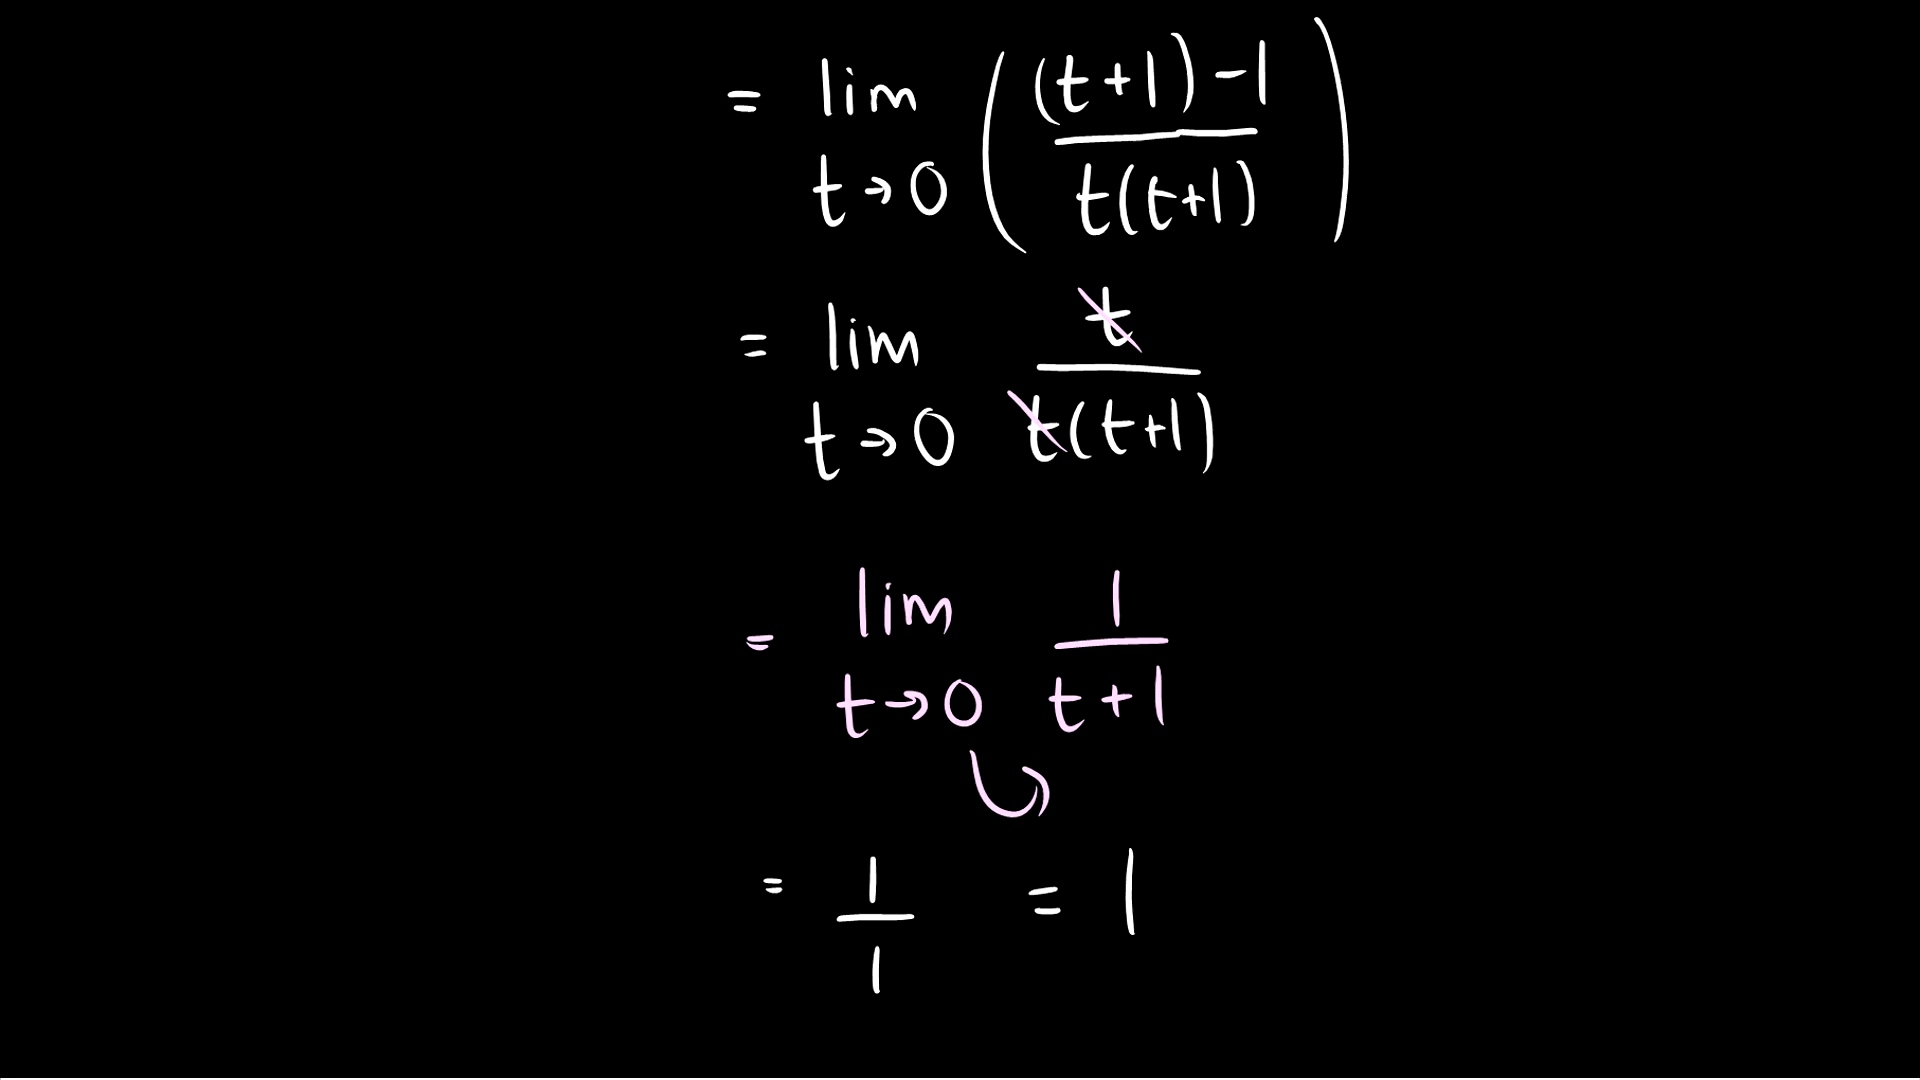 = lim t→0 ( ((t+1)-1) / (t(t+1)) )
= lim t→0 t / (t(t+1))
= lim t→0 1 / (t+1)
= 1/1 = 1